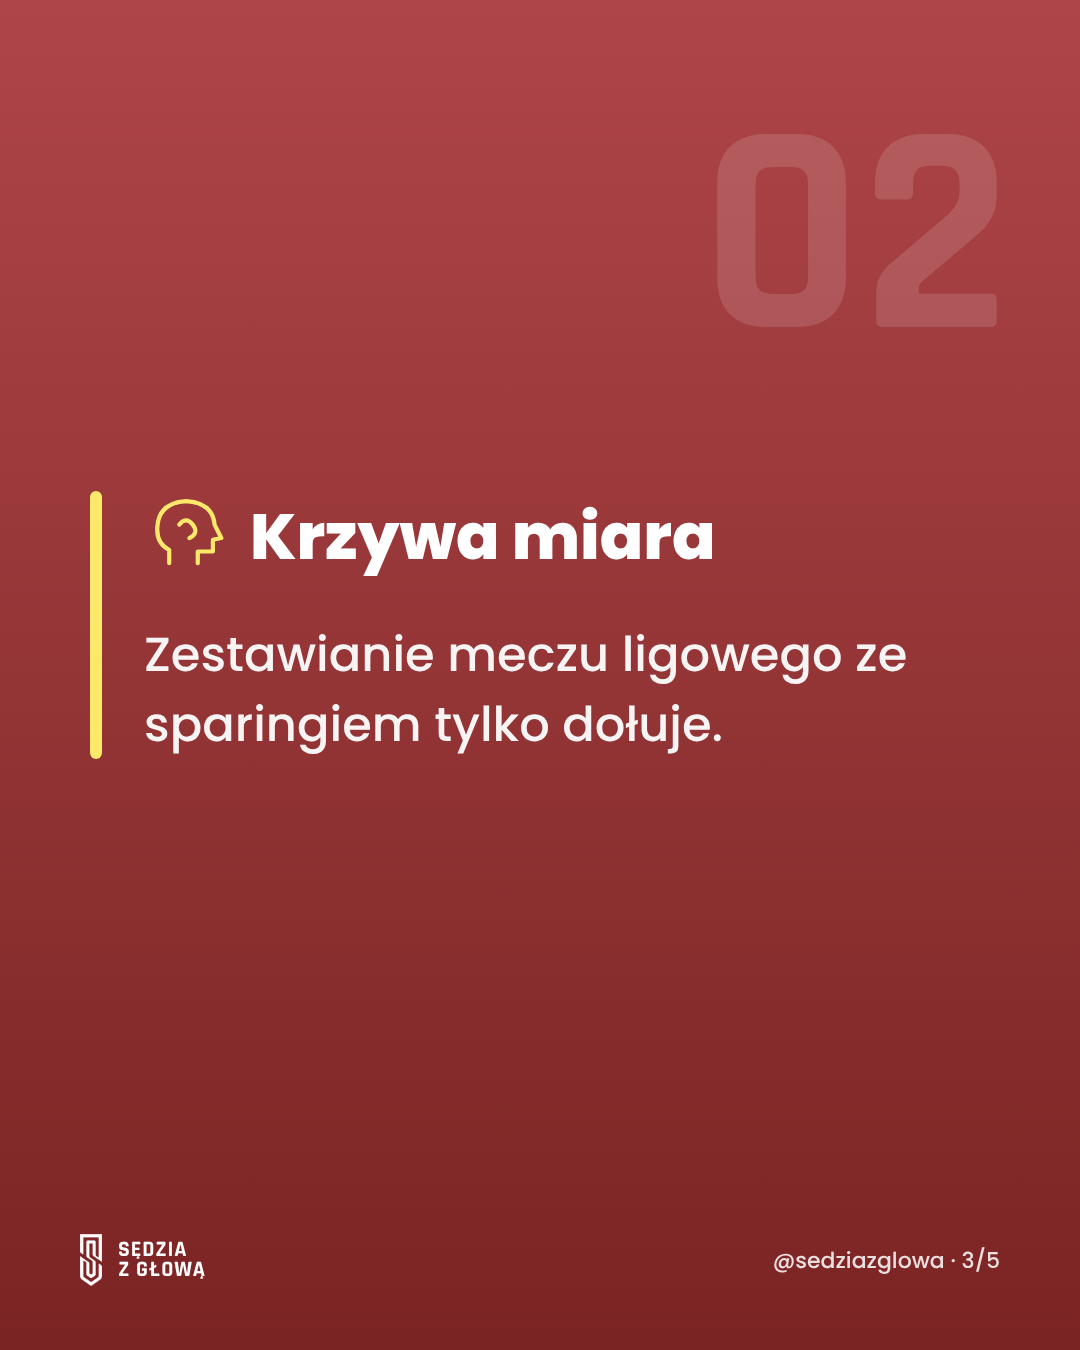 02
Krzywa miara
Zestawianie meczu ligowego ze
sparingiem tylko dołuje.
SĘDZIA
Z GŁOWĄ
@sedziazglowa · 3/5